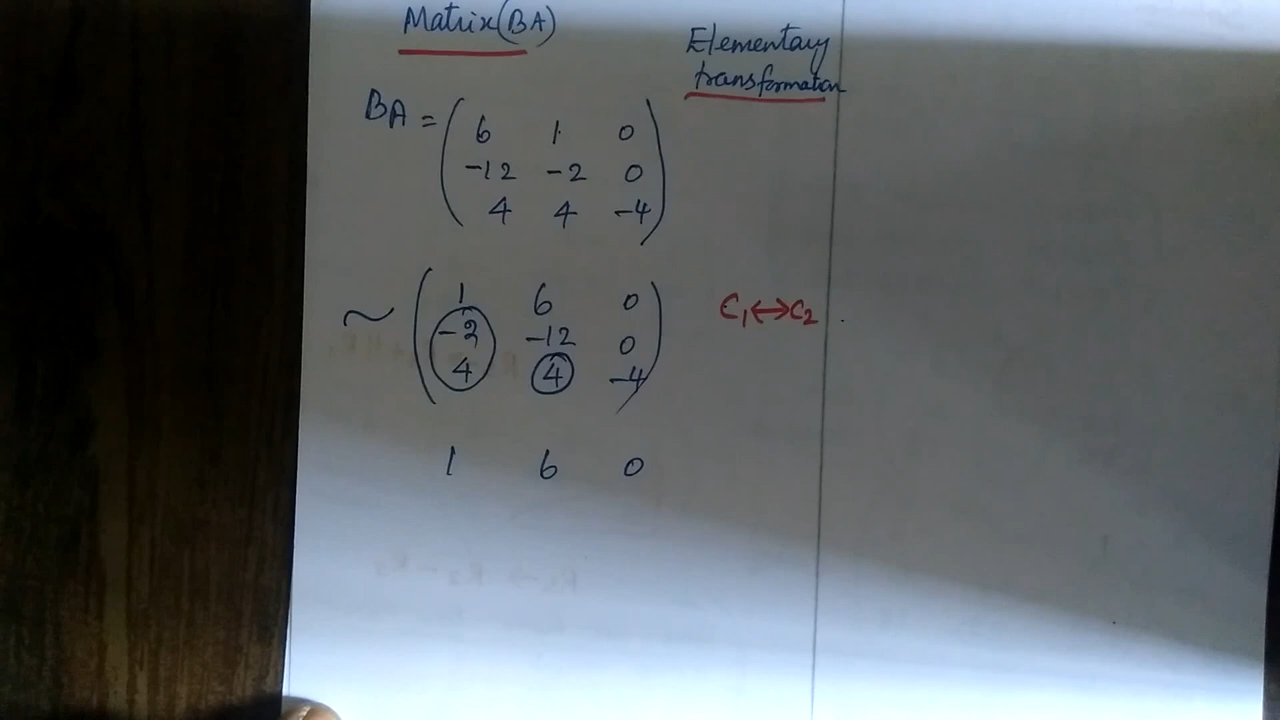 Matrix(BA)
Elementary
transformation
BA = ( 6 1 0
-12 -2 0
4 4 -4 )
~ ( 1 6 0
-2 -12 0
4 4 -4 )
C₁↔C₂ .
1 6 0